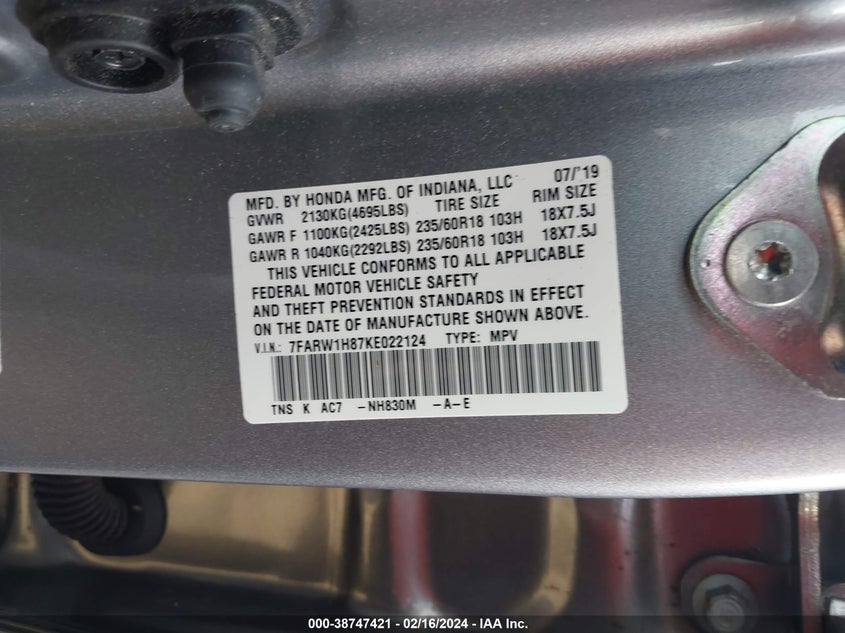 MFD. BY HONDA MFG. OF INDIANA, LLC 07/'19
GVWR 2130KG(4695LBS) TIRE SIZE RIM SIZE
GAWR F 1100KG(2425LBS) 235/60R18 103H 18X7.5J
GAWR R 1040KG(2292LBS) 235/60R18 103H 18X7.5J
THIS VEHICLE CONFORMS TO ALL APPLICABLE
FEDERAL MOTOR VEHICLE SAFETY
AND THEFT PREVENTION STANDARDS IN EFFECT
ON THE DATE OF MANUFACTURE SHOWN ABOVE.
V.I.N.: 7FARW1H87KE022124 TYPE: MPV
TNS K AC7 -NH830M -A-E
000-38747421 - 02/16/2024 - IAA Inc.